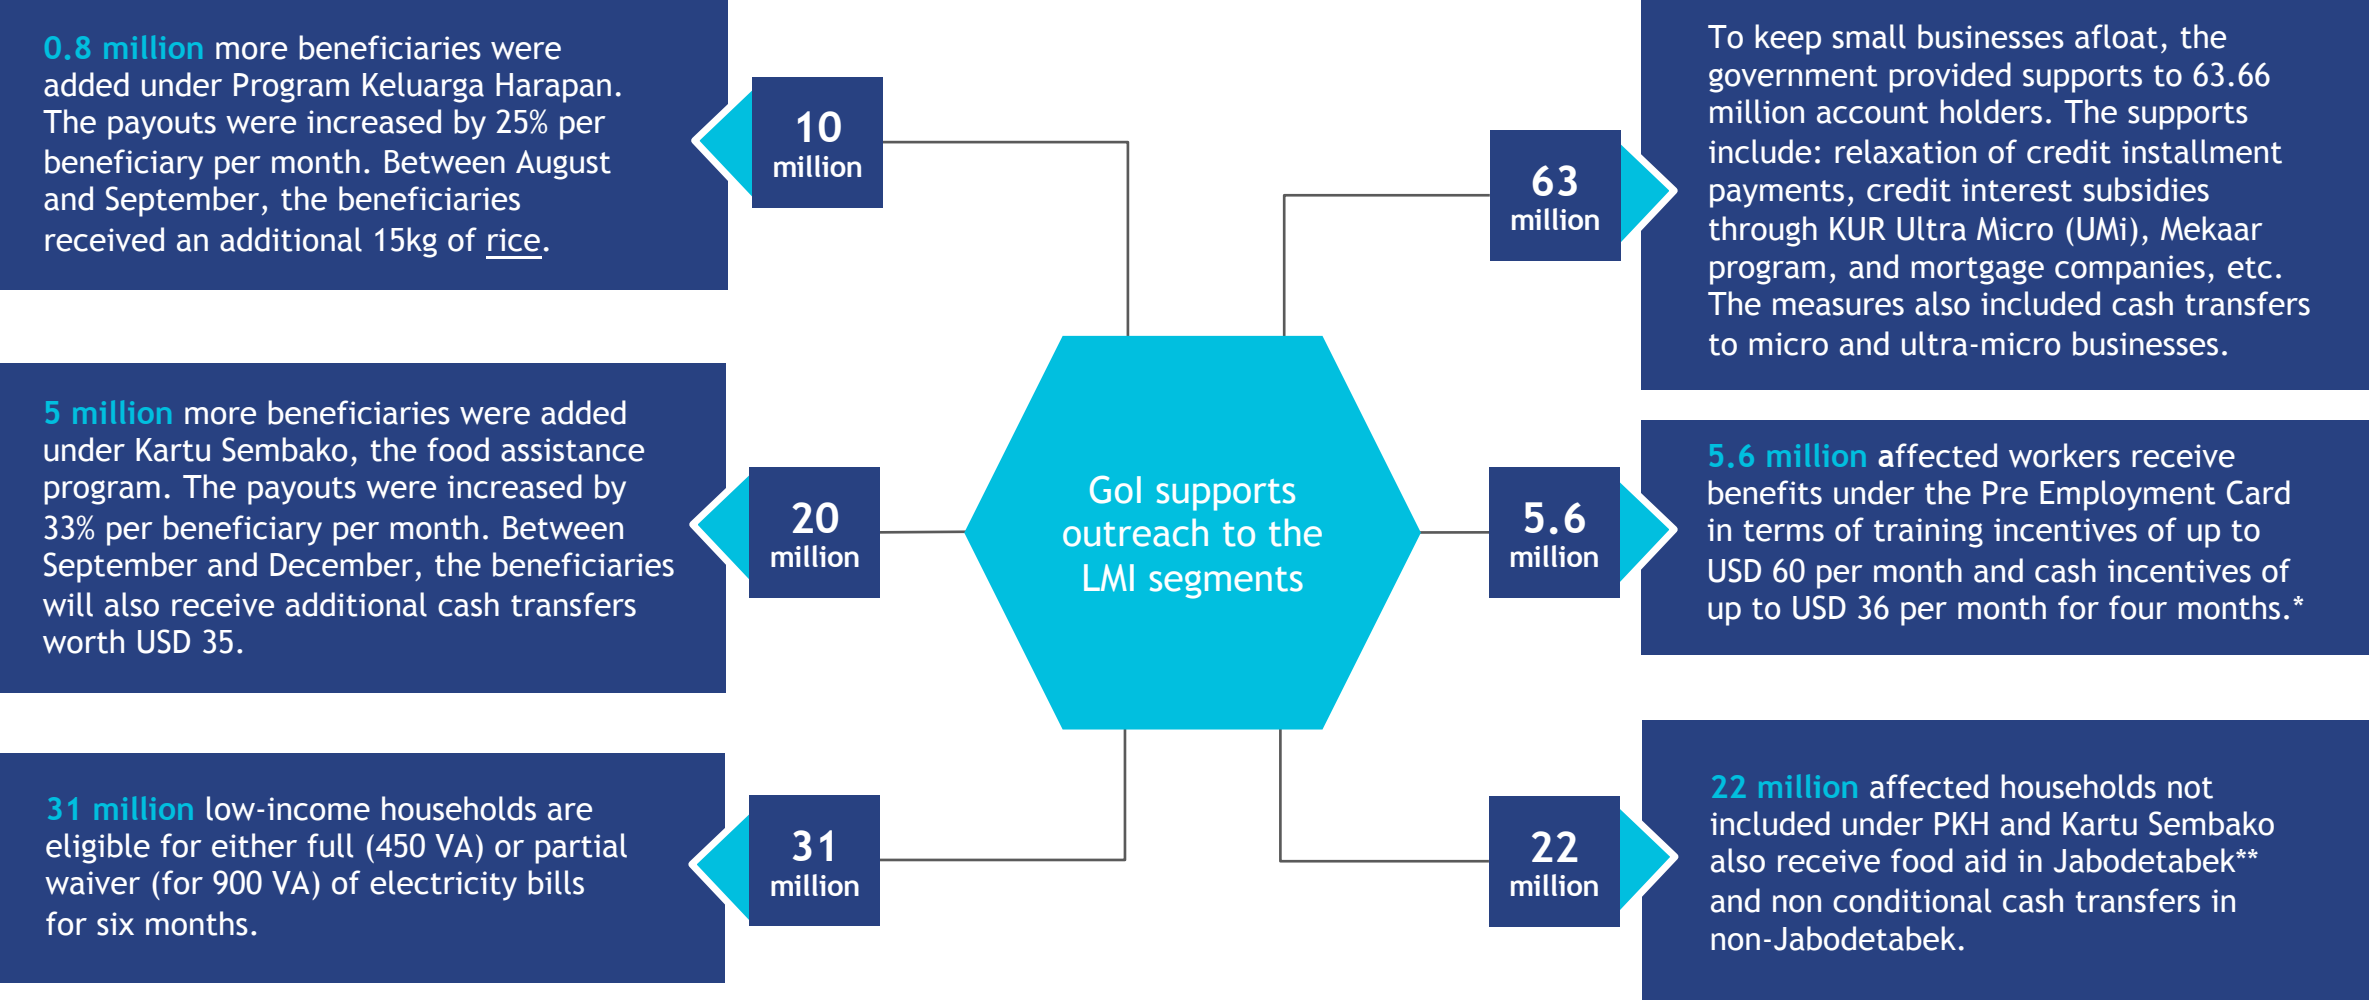 0.8 million more beneficiaries were
added under Program Keluarga Harapan.
The payouts were increased by 25% per
beneficiary per month. Between August
and September, the beneficiaries
received an additional 15kg of rice.
10
million
5 million more beneficiaries were added
under Kartu Sembako, the food assistance
program. The payouts were increased by
33% per beneficiary per month. Between
September and December, the beneficiaries
will also receive additional cash transfers
worth USD 35.
20
million
31 million low-income households are
eligible for either full (450 VA) or partial
waiver (for 900 VA) of electricity bills
for six months.
31
million
GoI supports
outreach to the
LMI segments
63
million
To keep small businesses afloat, the
government provided supports to 63.66
million account holders. The supports
include: relaxation of credit installment
payments, credit interest subsidies
through KUR Ultra Micro (UMi), Mekaar
program, and mortgage companies, etc.
The measures also included cash transfers
to micro and ultra-micro businesses.
5.6
million
5.6 million affected workers receive
benefits under the Pre Employment Card
in terms of training incentives of up to
USD 60 per month and cash incentives of
up to USD 36 per month for four months.*
22
million
22 million affected households not
included under PKH and Kartu Sembako
also receive food aid in Jabodetabek**
and non conditional cash transfers in
non-Jabodetabek.